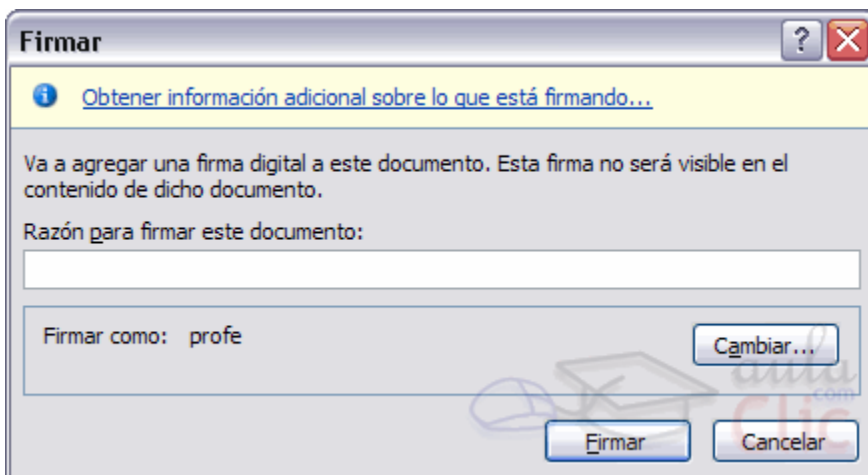 Firmar
Obtener información adicional sobre lo que está firmando...
Va a agregar una firma digital a este documento. Esta firma no será visible en el
contenido de dicho documento.
Razón para firmar este documento:
Firmar como: profe
Cambiar...
aula
.com
Clic
Firmar
Cancelar